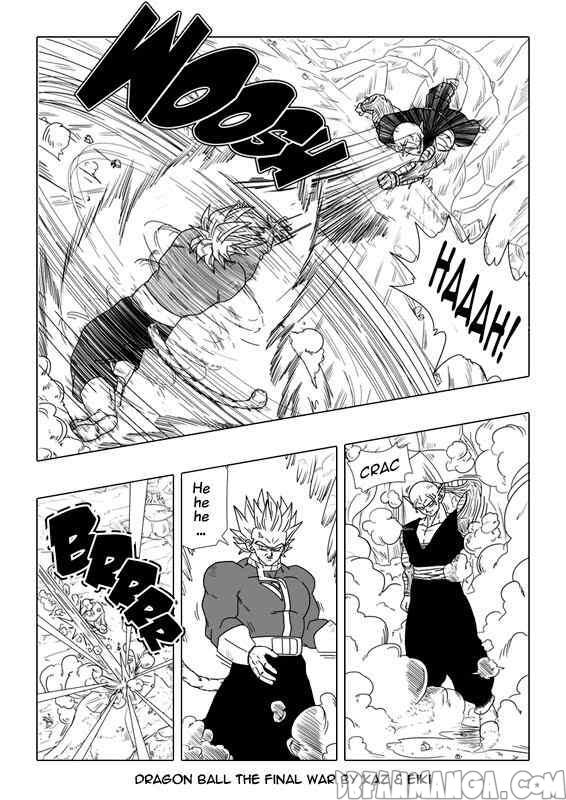 WOOSH
HAAAH!
BRRRR
He
he
he
...
CRAC
DRAGON BALL THE FINAL WAR BY KAZ & EIKI
DBFANMANGA.COM